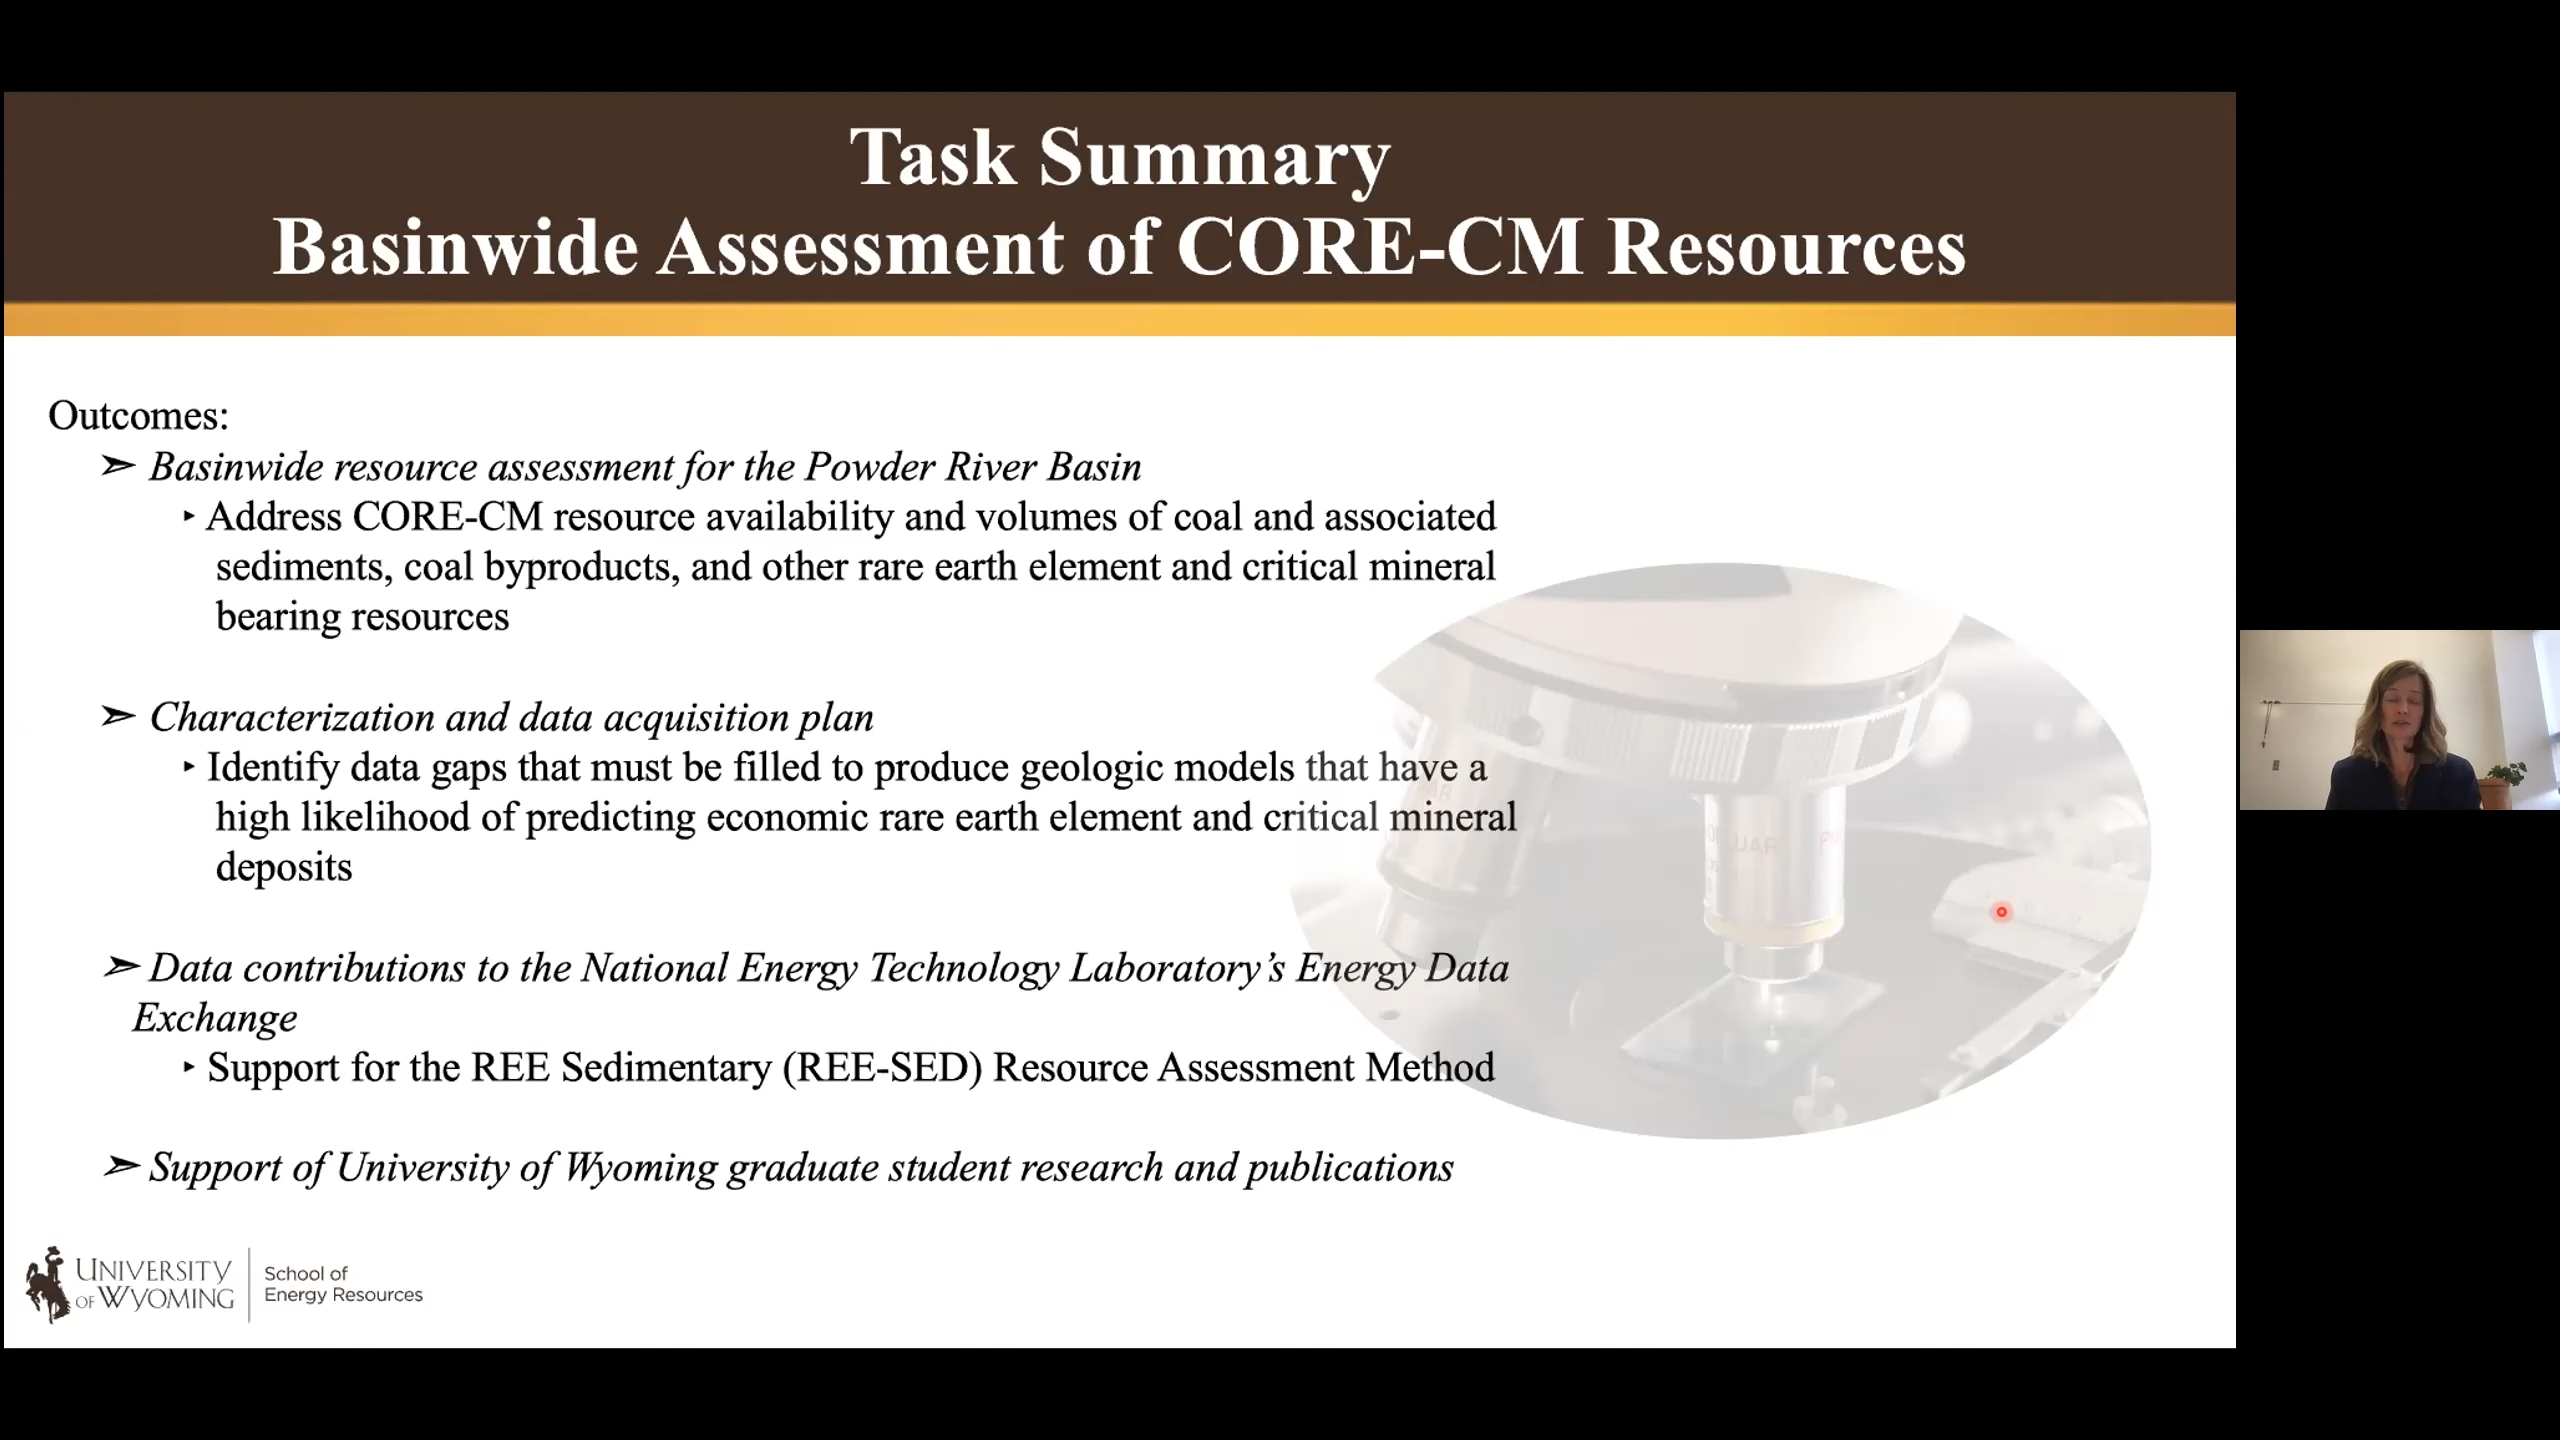 Task Summary
Basinwide Assessment of CORE-CM Resources
Outcomes:
➢ Basinwide resource assessment for the Powder River Basin
‣ Address CORE-CM resource availability and volumes of coal and associated
sediments, coal byproducts, and other rare earth element and critical mineral
bearing resources
➢ Characterization and data acquisition plan
‣ Identify data gaps that must be filled to produce geologic models that have a
high likelihood of predicting economic rare earth element and critical mineral
deposits
➢ Data contributions to the National Energy Technology Laboratory’s Energy Data
Exchange
‣ Support for the REE Sedimentary (REE-SED) Resource Assessment Method
➢ Support of University of Wyoming graduate student research and publications
UNIVERSITY
OF WYOMING
School of
Energy Resources